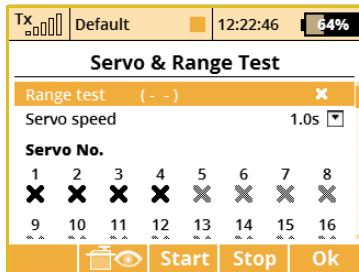 Tx Default 12:22:46 64%
Servo & Range Test
Range test (--)
Servo speed 1.0s
Servo No.
1 2 3 4 5 6 7 8
9 10 11 12 13 14 15 16
Start Stop Ok